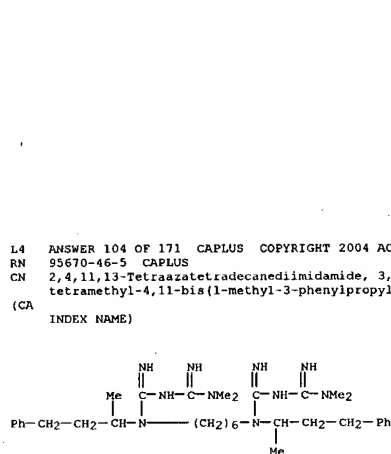 L4 ANSWER 104 OF 171 CAPLUS COPYRIGHT 2004 AC
RN 95670-46-5 CAPLUS
CN 2,4,11,13-Tetraazatetradecanediimidamide, 3,
tetramethyl-4,11-bis(1-methyl-3-phenylpropyl
(CA
INDEX NAME)
NH NH NH NH
Me C-NH-C-NMe2 C-NH-C-NMe2
Ph-CH2-CH2-CH-N (CH2)6-N-CH-CH2-CH2-Ph
Me